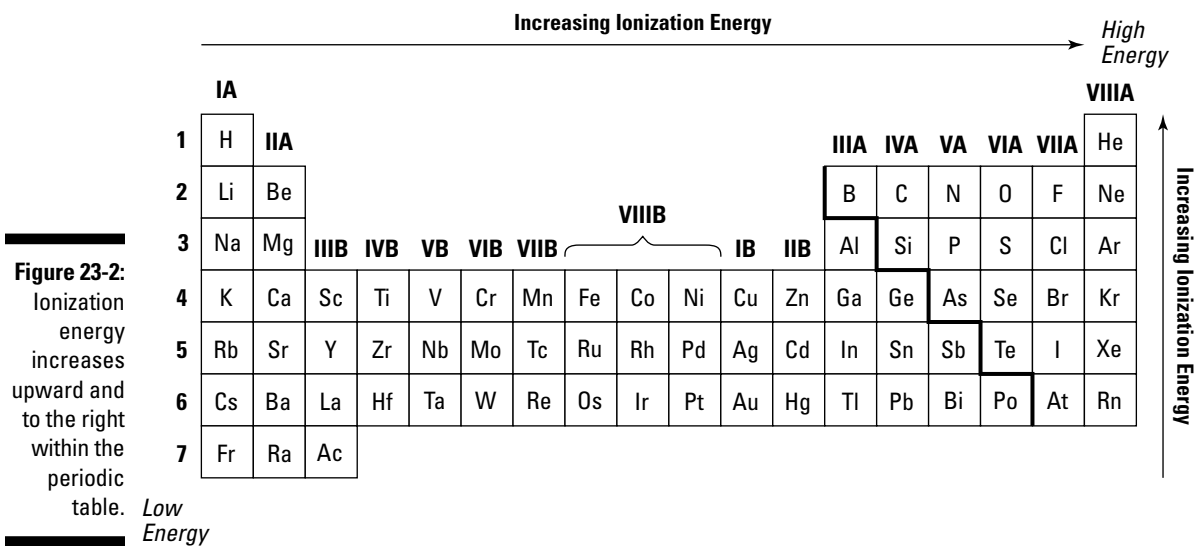 Increasing Ionization Energy
High
Energy
IA VIIIA
1 H IIA IIIA IVA VA VIA VIIA He
2 Li Be B C N O F Ne
VIIIB
3 Na Mg IIIB IVB VB VIB VIIB IB IIB Al Si P S Cl Ar
4 K Ca Sc Ti V Cr Mn Fe Co Ni Cu Zn Ga Ge As Se Br Kr
5 Rb Sr Y Zr Nb Mo Tc Ru Rh Pd Ag Cd In Sn Sb Te I Xe
6 Cs Ba La Hf Ta W Re Os Ir Pt Au Hg Tl Pb Bi Po At Rn
7 Fr Ra Ac
Increasing Ionization Energy
Low
Energy
Figure 23-2:
Ionization
energy
increases
upward and
to the right
within the
periodic
table.